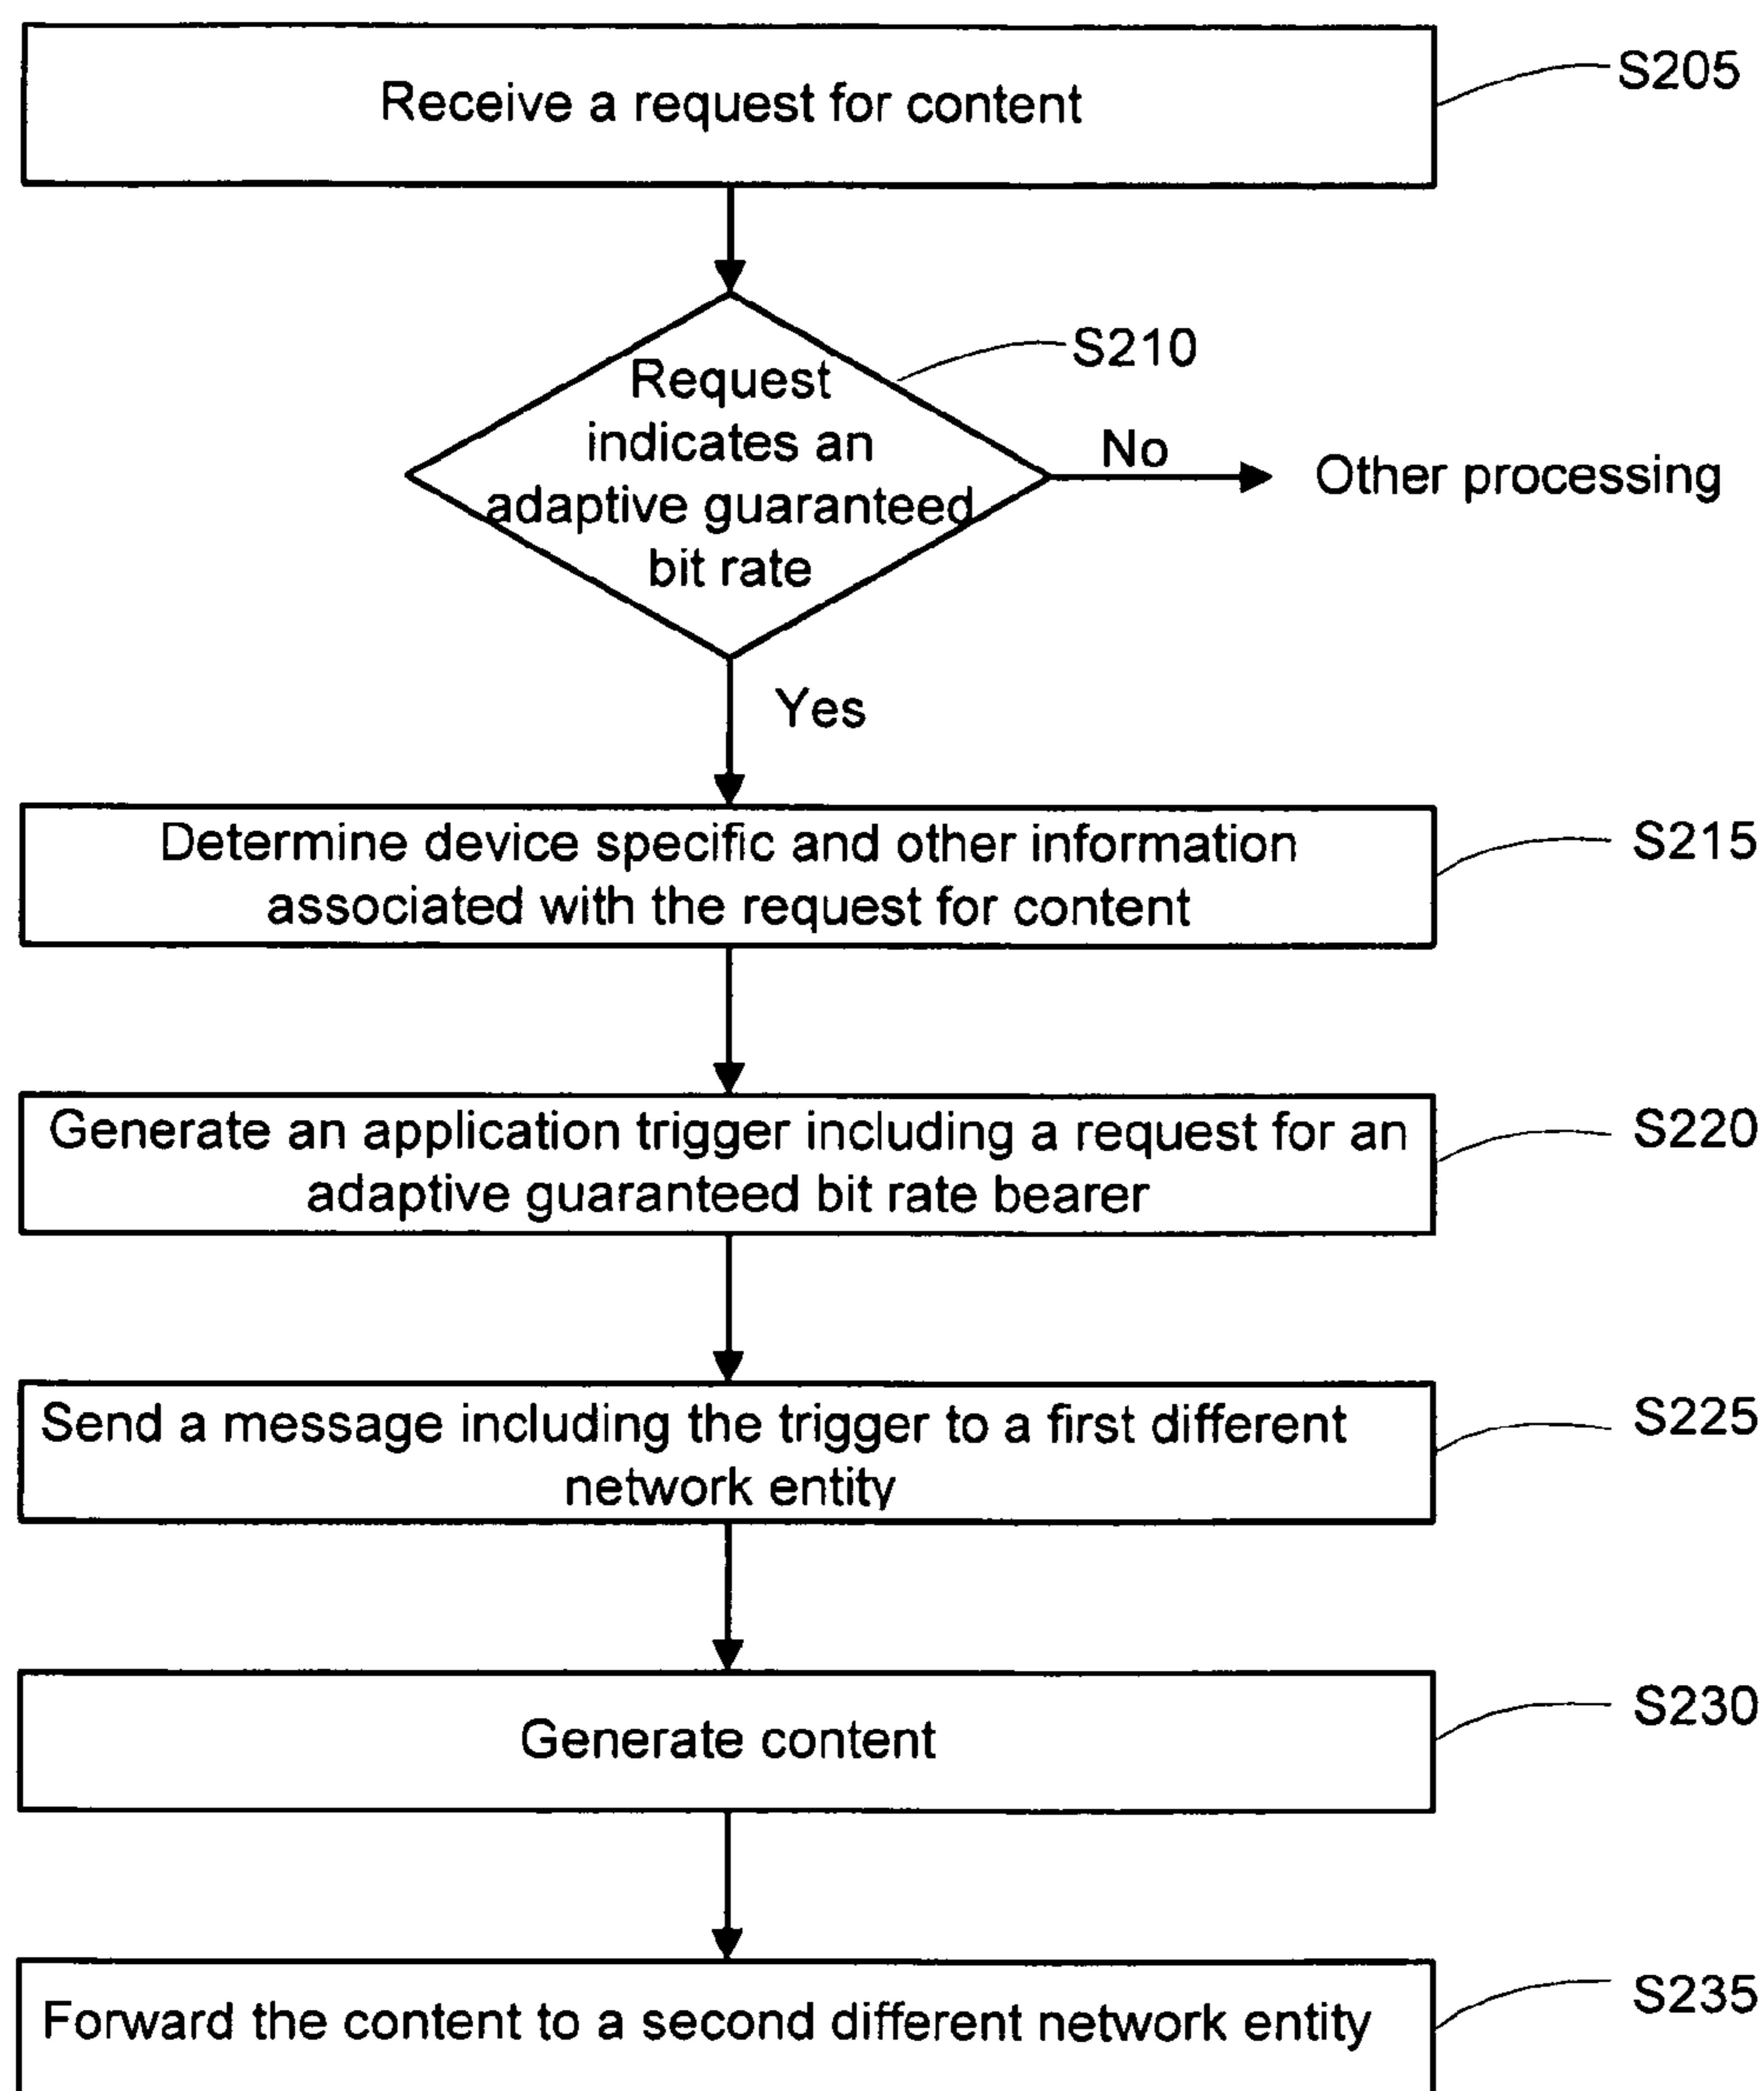 Receive a request for content
S205
S210
Request
indicates an
adaptive guaranteed
bit rate
No
Other processing
Yes
Determine device specific and other information
associated with the request for content
S215
Generate an application trigger including a request for an
adaptive guaranteed bit rate bearer
S220
Send a message including the trigger to a first different
network entity
S225
Generate content
S230
Forward the content to a second different network entity
S235